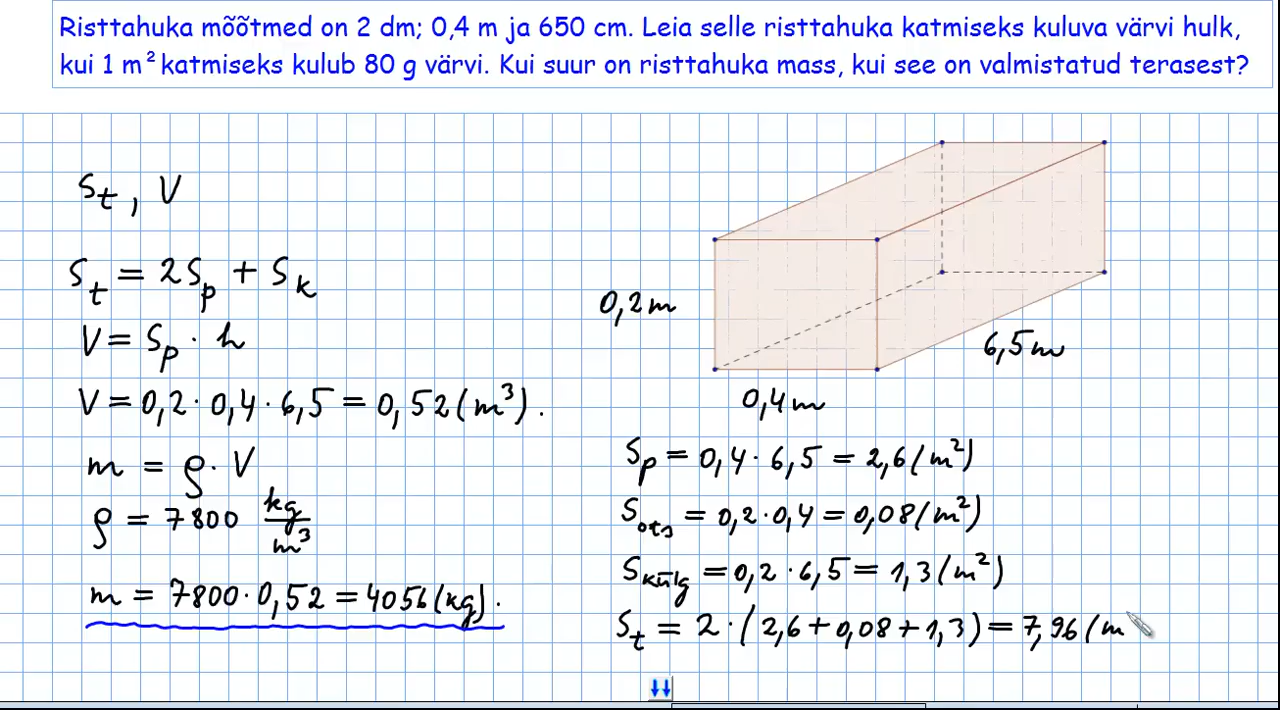 Risttahuka mõõtmed on 2 dm; 0,4 m ja 650 cm. Leia selle risttahuka katmiseks kuluva värvi hulk,
kui 1 m² katmiseks kulub 80 g värvi. Kui suur on risttahuka mass, kui see on valmistatud terasest?
St, V
St = 2Sp + Sk
V = Sp · h
V = 0,2 · 0,4 · 6,5 = 0,52 (m³).
m = ρ · V
ρ = 7800 kg/m³
m = 7800 · 0,52 = 4056 (kg).
0,2 m
6,5 m
0,4 m
Sp = 0,4 · 6,5 = 2,6 (m²)
Sots = 0,2 · 0,4 = 0,08 (m²)
Skülg = 0,2 · 6,5 = 1,3 (m²)
St = 2 · (2,6 + 0,08 + 1,3) = 7,96 (m